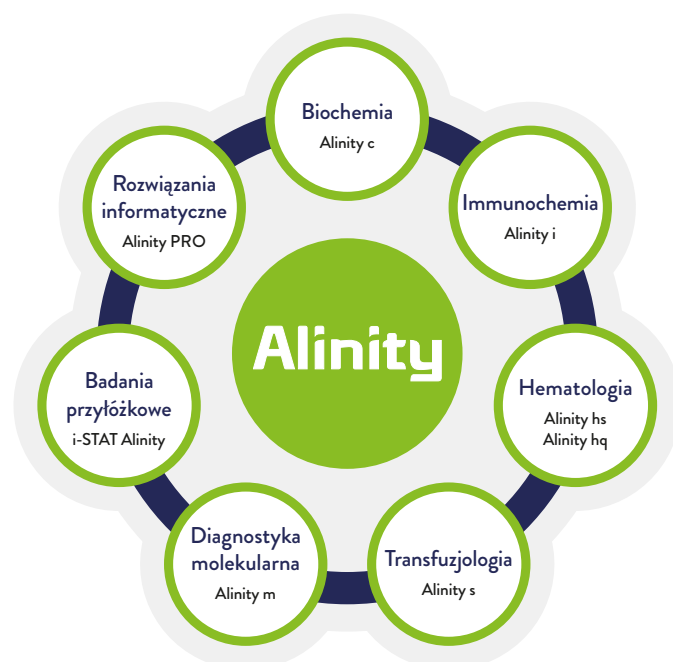 Biochemia
Alinity c
Immunochemia
Alinity i
Hematologia
Alinity hs
Alinity hq
Transfuzjologia
Alinity s
Diagnostyka
molekularna
Alinity m
Badania
przyłóżkowe
i-STAT Alinity
Rozwiązania
informatyczne
Alinity PRO
Alinity